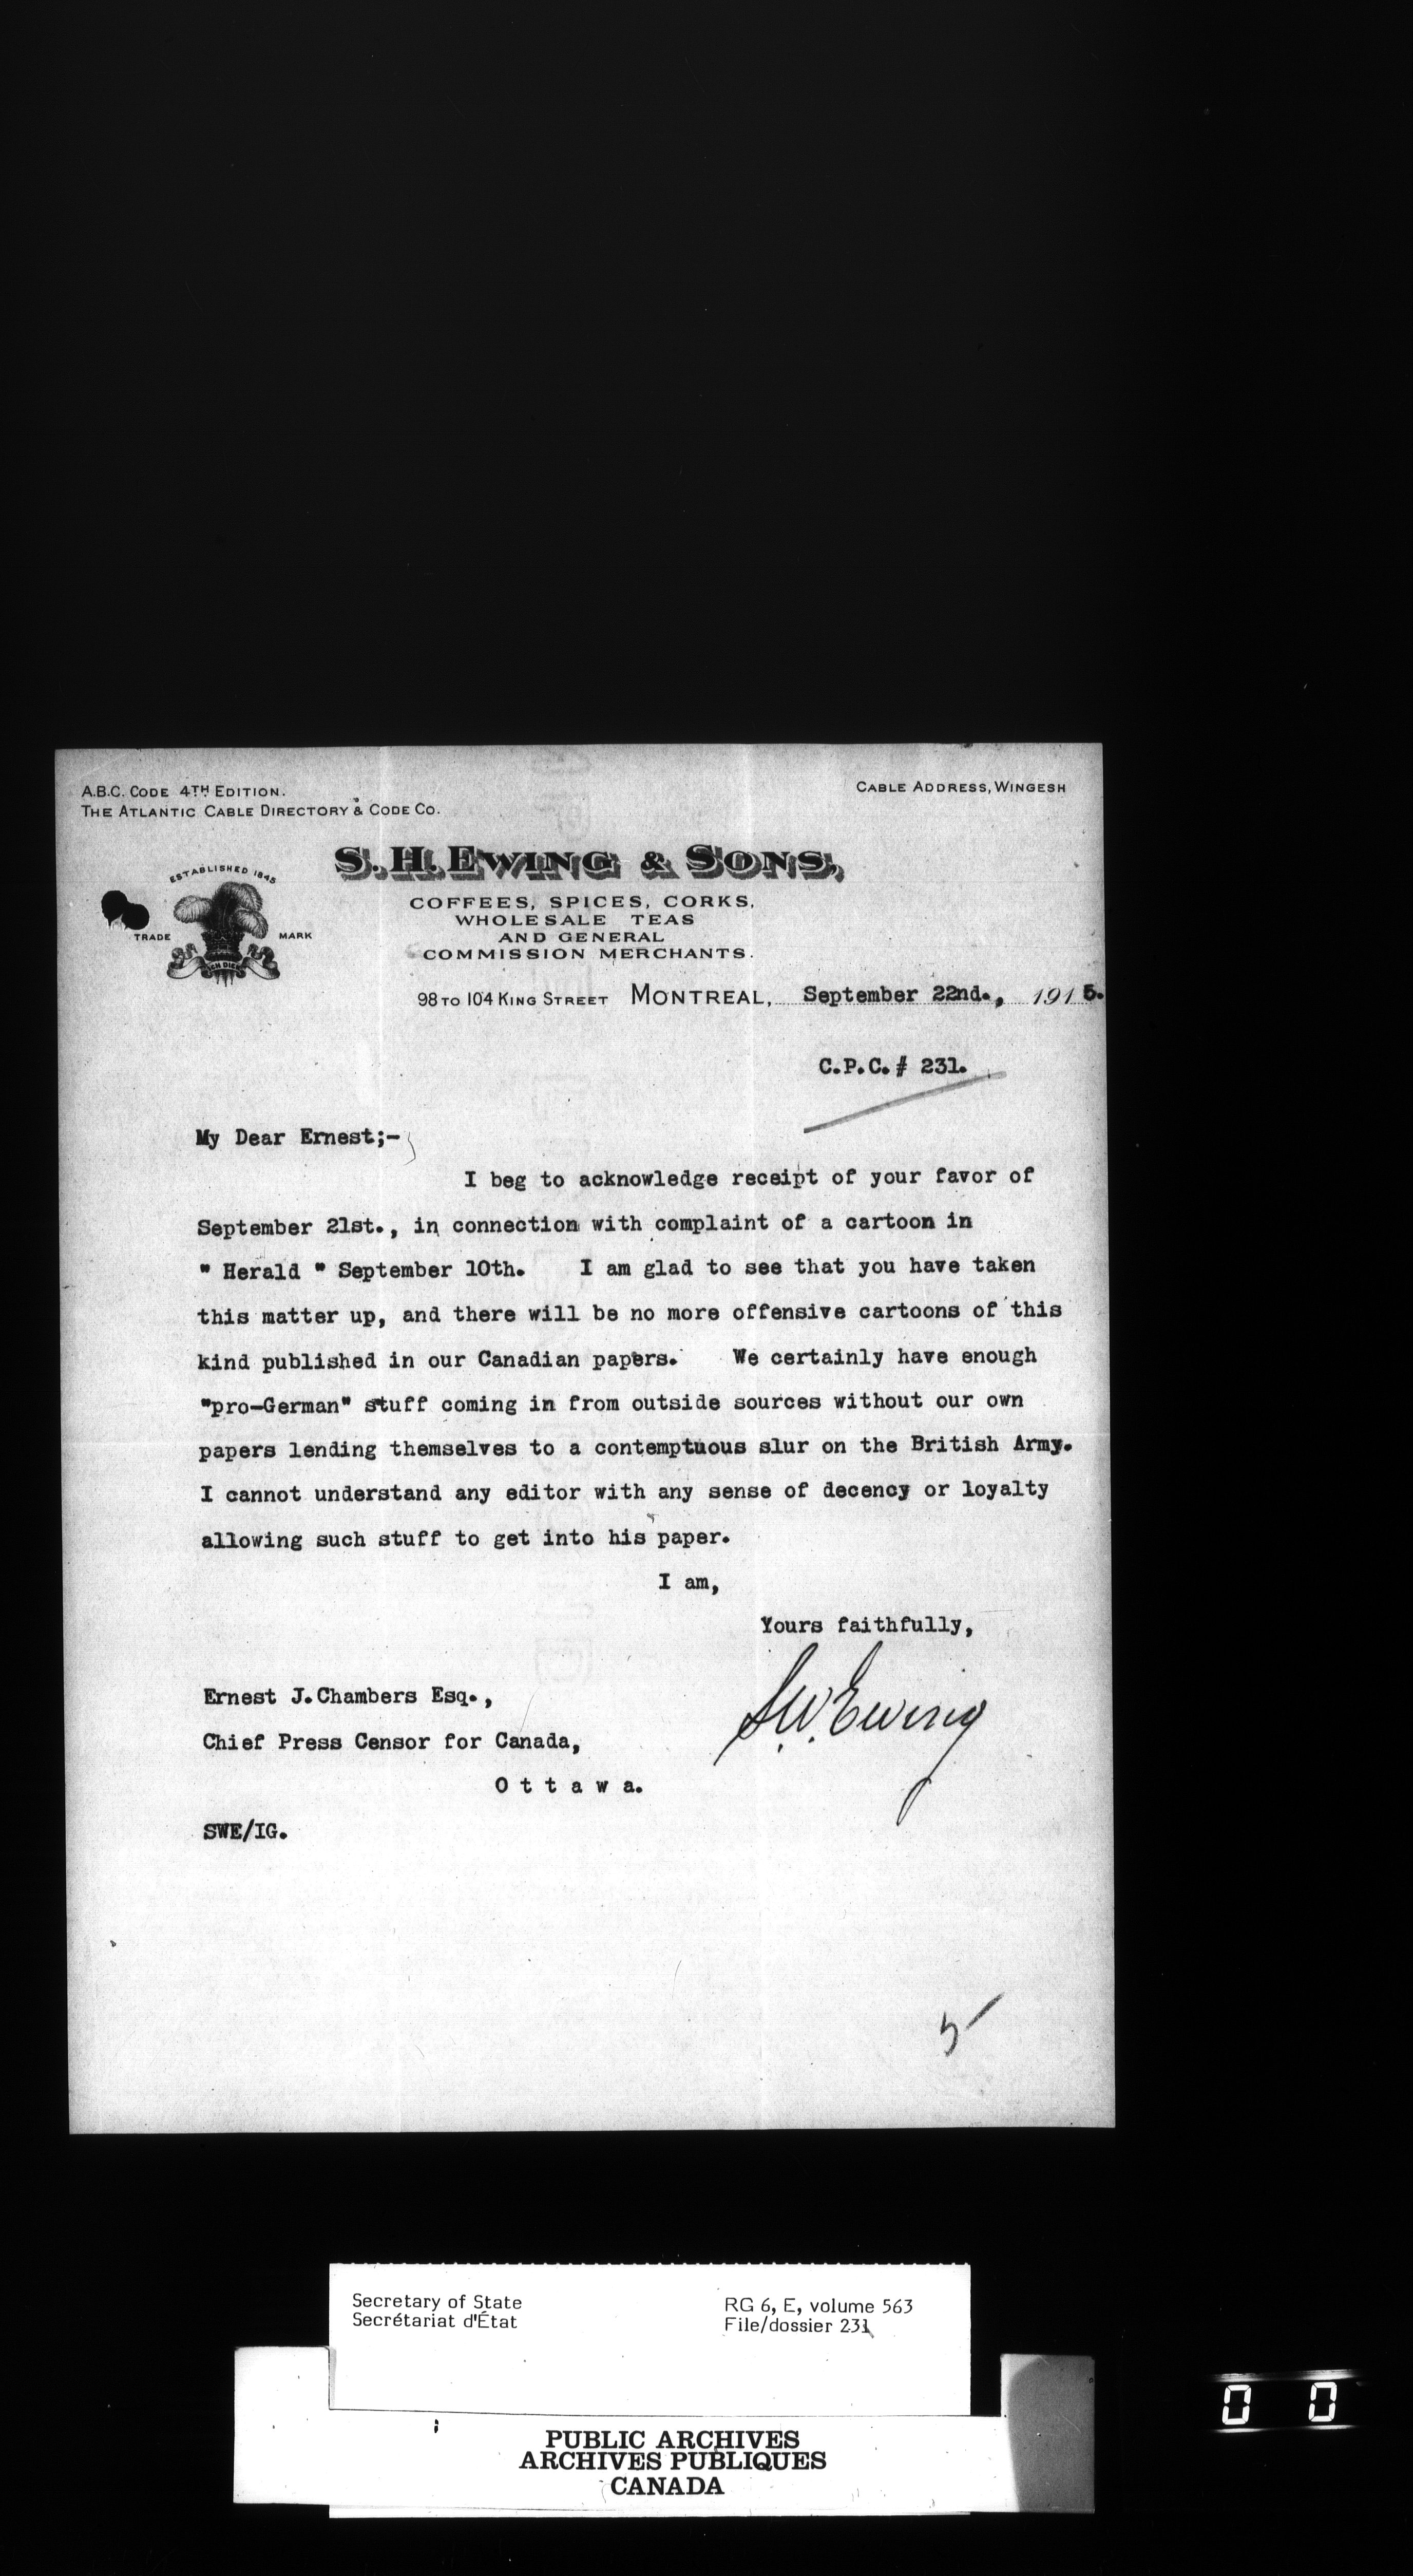 A.B.C. CODE 4TH EDITION.
THE ATLANTIC CABLE DIRECTORY & CODE CO.
CABLE ADDRESS, WINGESH
S. H. EWING & SONS,
ESTABLISHED 1845
TRADE MARK
ICH DIEN
COFFEES, SPICES, CORKS,
WHOLESALE TEAS
AND GENERAL
COMMISSION MERCHANTS.
98 TO 104 KING STREET MONTREAL, September 22nd., 1915.
C.P.C.# 231.
My Dear Ernest;-
I beg to acknowledge receipt of your favor of
September 21st., in connection with complaint of a cartoon in
" Herald " September 10th. I am glad to see that you have taken
this matter up, and there will be no more offensive cartoons of this
kind published in our Canadian papers. We certainly have enough
"pro-German" stuff coming in from outside sources without our own
papers lending themselves to a contemptuous slur on the British Army.
I cannot understand any editor with any sense of decency or loyalty
allowing such stuff to get into his paper.
I am,
Yours faithfully,
S.W. Ewing
Ernest J. Chambers Esq.,
Chief Press Censor for Canada,
O t t a w a.
SWE/IG.
5
Secretary of State
Secrétariat d'État
RG 6, E, volume 563
File/dossier 231
PUBLIC ARCHIVES
ARCHIVES PUBLIQUES
CANADA
0 0